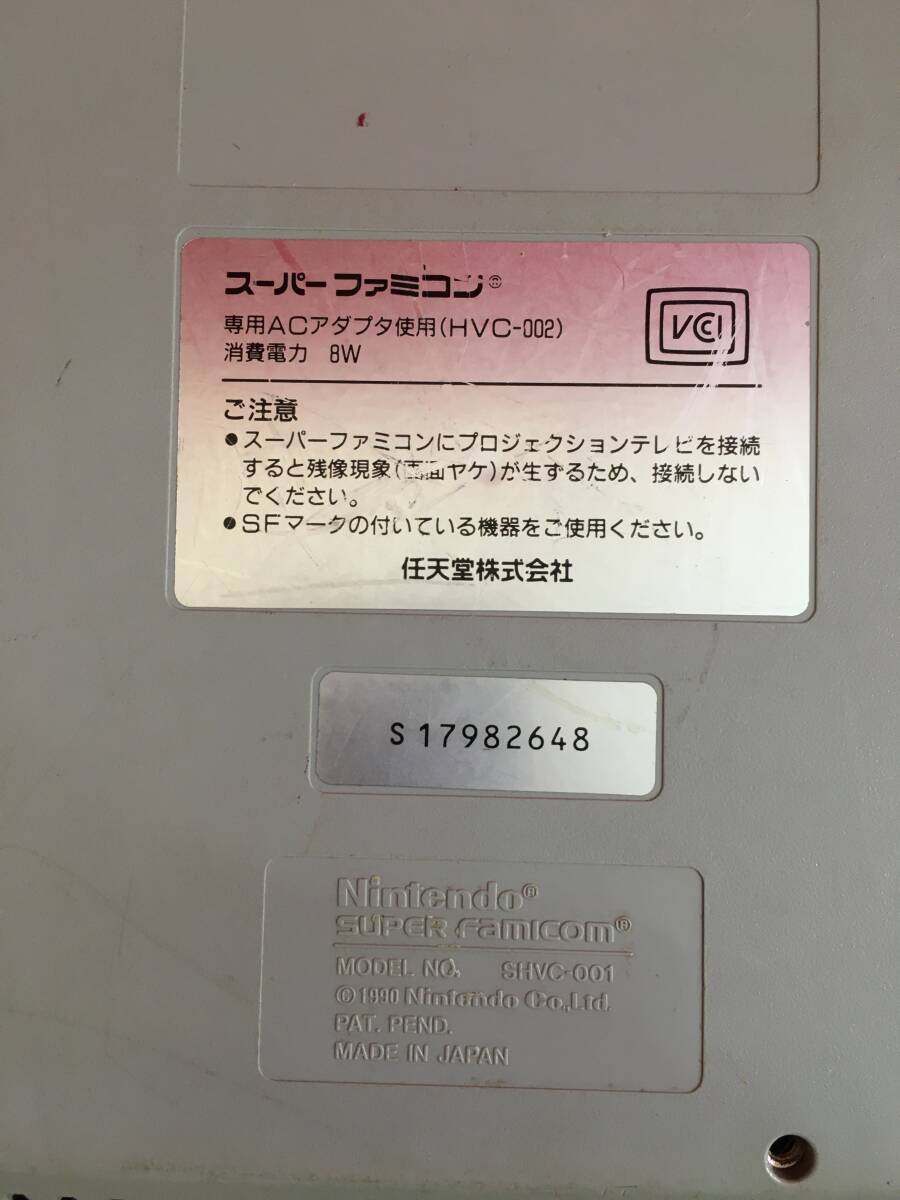 スーパーファミコン®
専用ACアダプタ使用(HVC-002)
消費電力 8W
VCCI
ご注意
●スーパーファミコンにプロジェクションテレビを接続
すると残像現象(画面ヤケ)が生ずるため、接続しない
でください。
●SFマークの付いている機器をご使用ください。
任天堂株式会社
S17982648
Nintendo®
SUPER Famicom®
MODEL NO. SHVC-001
©1990 Nintendo Co.,Ltd.
PAT. PEND.
MADE IN JAPAN